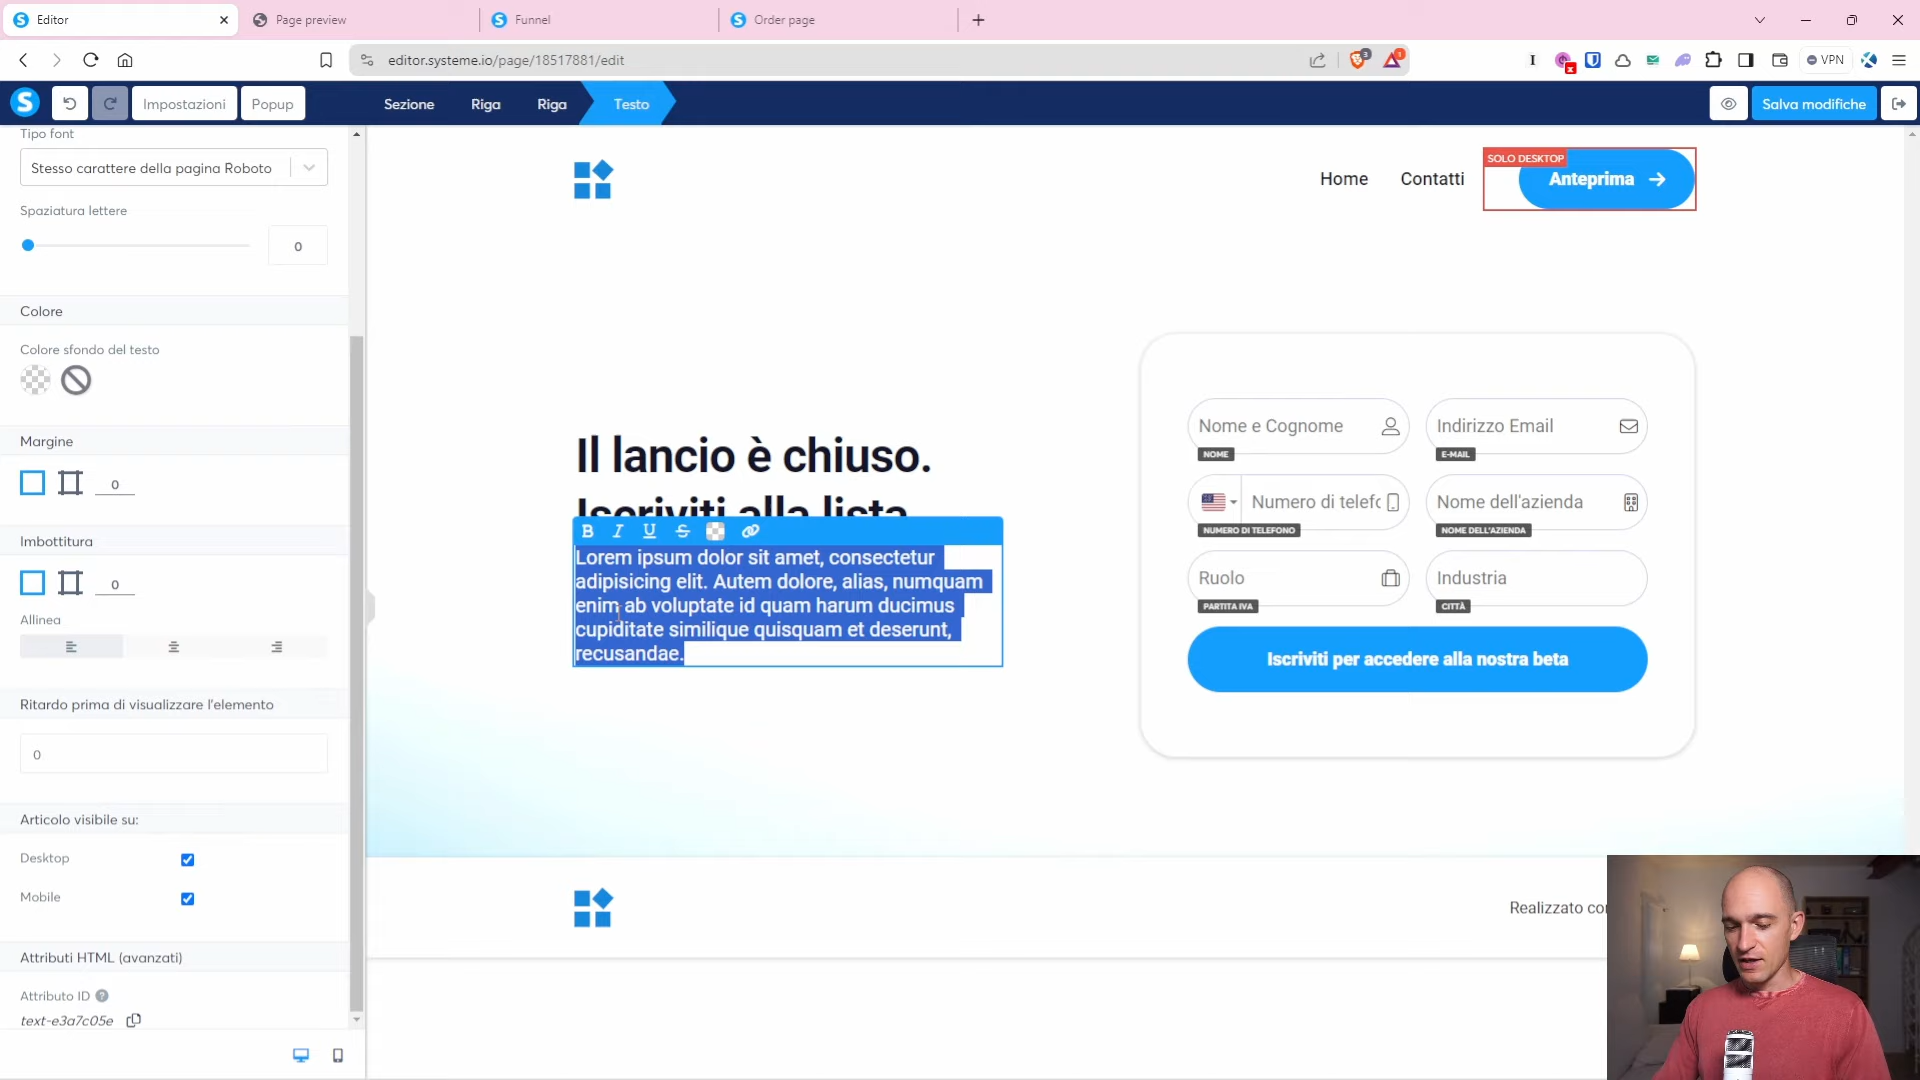 Editor
Page preview
Funnel
Order page
editor.systeme.io/page/18517881/edit
VPN
Impostazioni
Popup
Sezione
Riga
Riga
Testo
Salva modifiche
Tipo font
Stesso carattere della pagina Roboto
Spaziatura lettere
0
Colore
Colore sfondo del testo
Margine
0
Imbottitura
0
Allinea
Ritardo prima di visualizzare l'elemento
0
Articolo visibile su:
Desktop
Mobile
Attributi HTML (avanzati)
Attributo ID
text-e3a7c05e
Home
Contatti
SOLO DESKTOP
Anteprima
Il lancio è chiuso.
Iscriviti alla lista
B I U S
Lorem ipsum dolor sit amet, consectetur
adipisicing elit. Autem dolore, alias, numquam
enim ab voluptate id quam harum ducimus
cupiditate similique quisquam et deserunt,
recusandae.
Nome e Cognome
NOME
Indirizzo Email
E-MAIL
Numero di telefo
NUMERO DI TELEFONO
Nome dell'azienda
NOME DELL'AZIENDA
Ruolo
PARTITA IVA
Industria
CITTÀ
Iscriviti per accedere alla nostra beta
Realizzato con